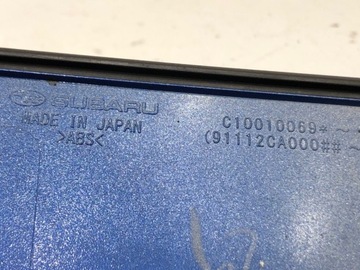 SUBARU
MADE IN JAPAN
>ABS<
C10010069* ~
(91112CA000## ~